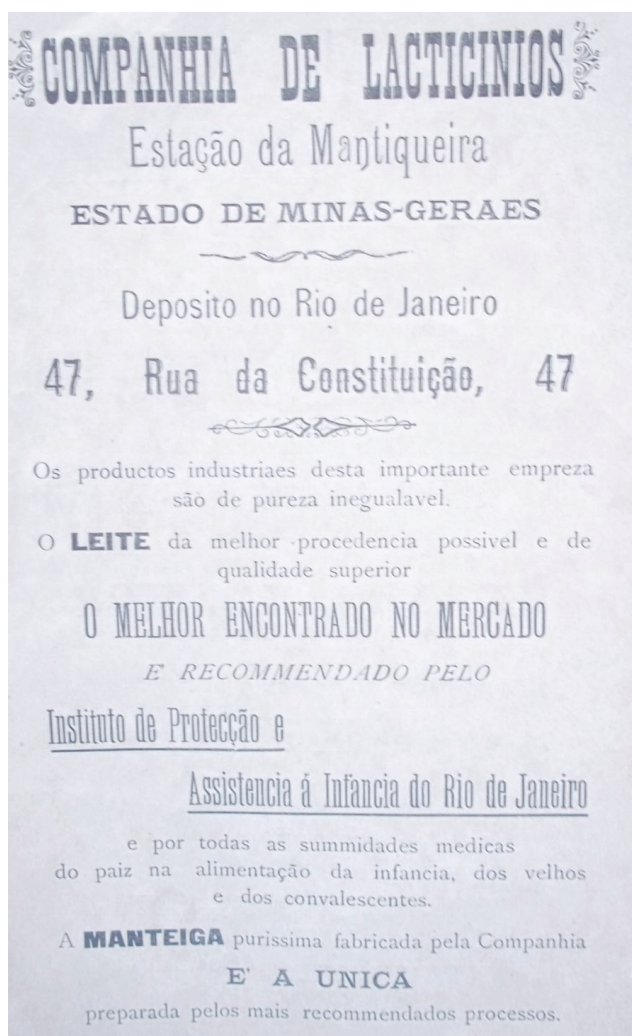 COMPANHIA DE LACTICINIOS
Estação da Mantiqueira
ESTADO DE MINAS-GERAES
Deposito no Rio de Janeiro
47, Rua da Constituição, 47
Os productos industriaes desta importante empreza
são de pureza inegualavel.
O LEITE da melhor procedencia possivel e de
qualidade superior
O MELHOR ENCONTRADO NO MERCADO
E' RECOMMENDADO PELO
Instituto de Protecção e
Assistencia á Infancia do Rio de Janeiro
e por todas as summidades medicas
do paiz na alimentação da infancia, dos velhos
e dos convalescentes.
A MANTEIGA purissima fabricada pela Companhia
E' A UNICA
preparada pelos mais recommendados processos.